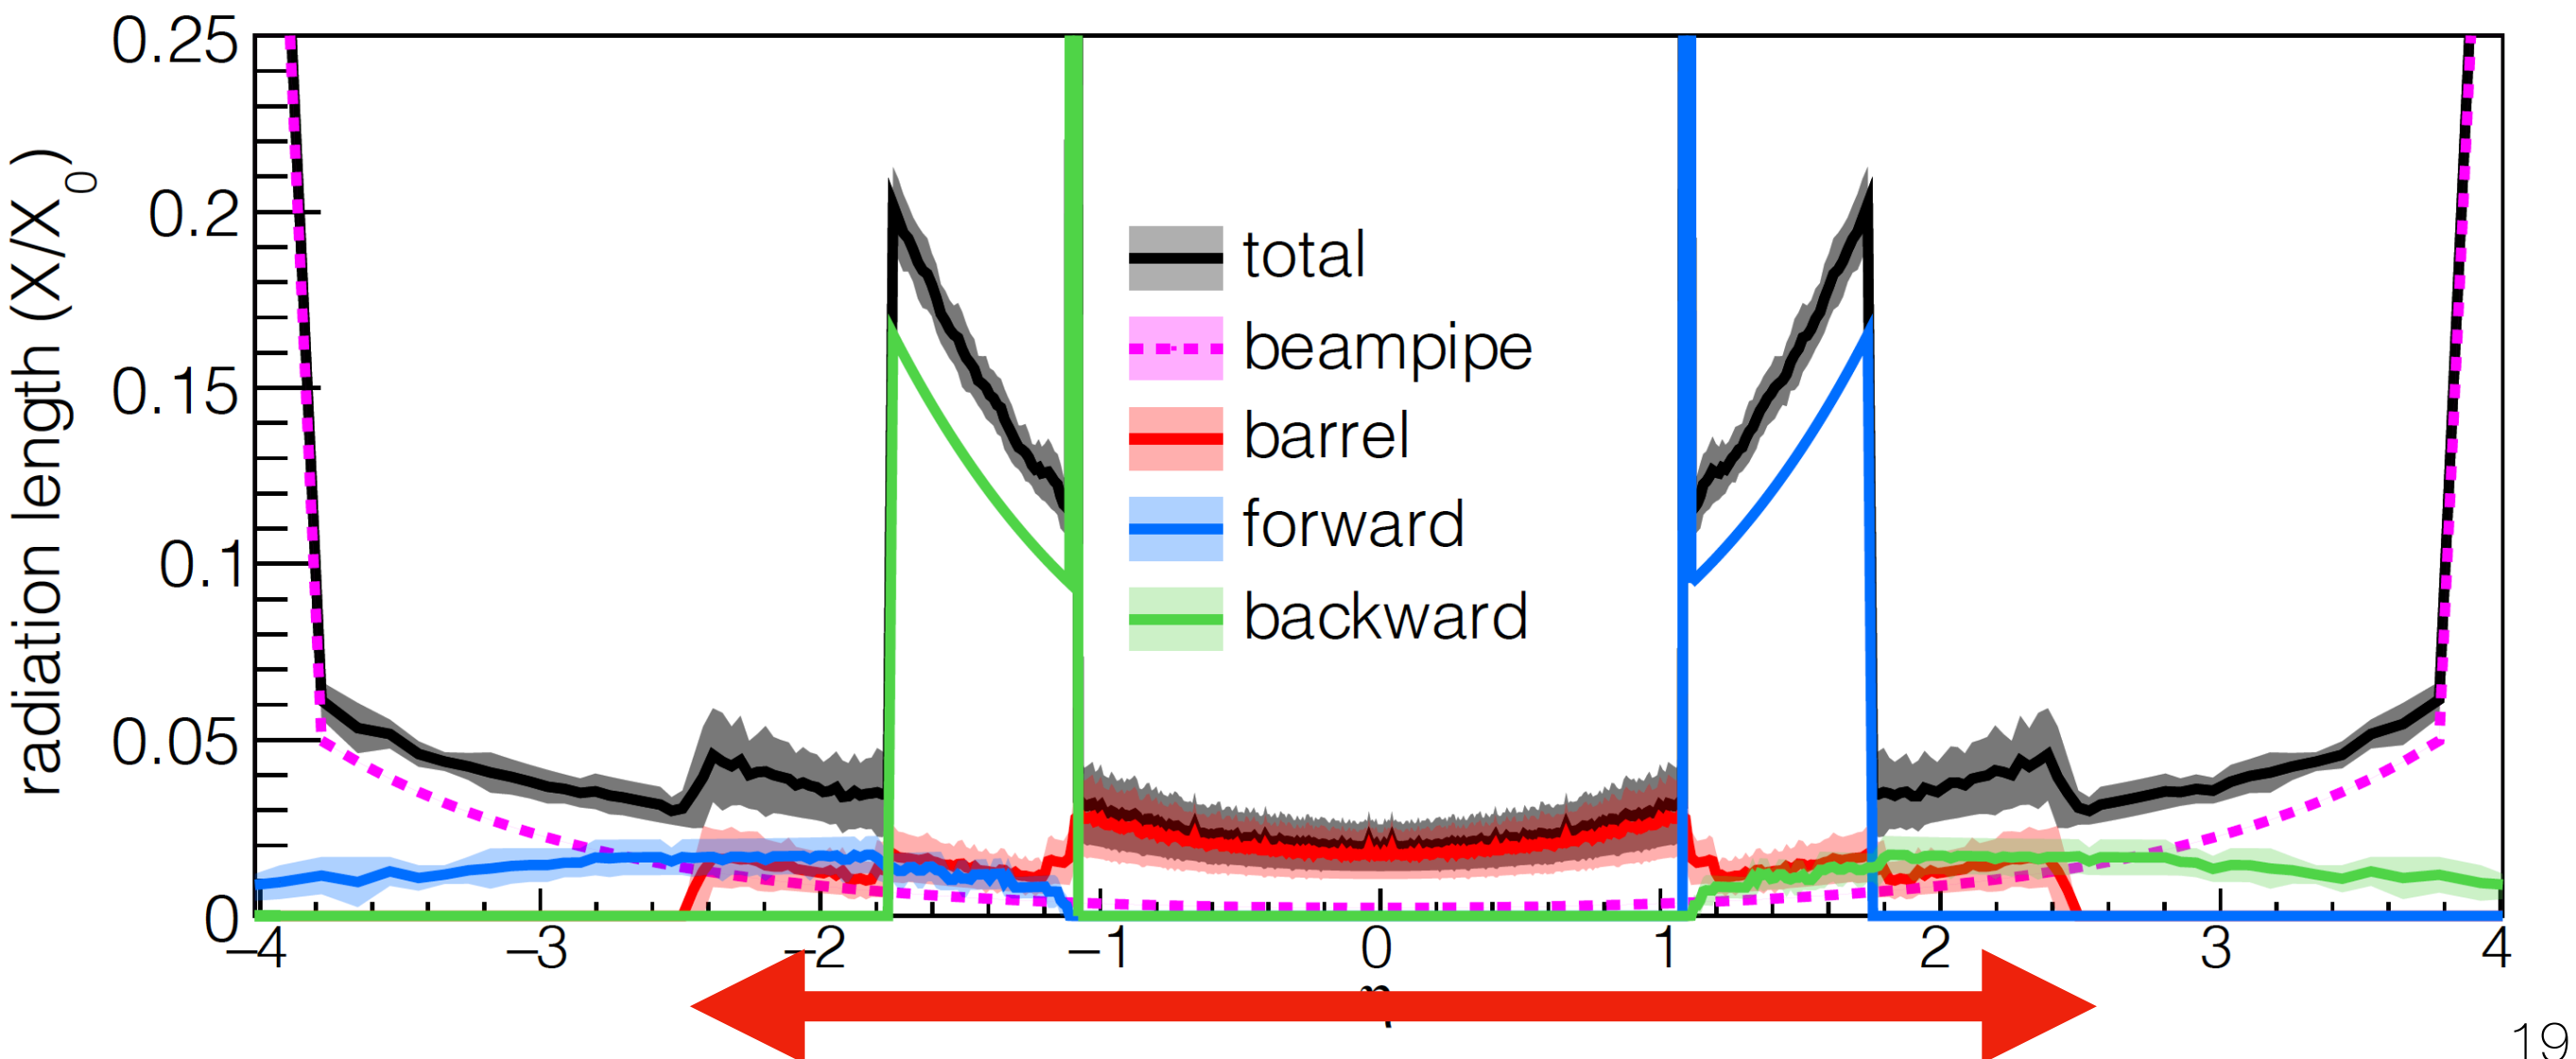 radiation length (X/X0)
0.25
0.2
0.15
0.1
0.05
0
total
beampipe
barrel
forward
backward
–4 –3 –2 –1 0 1 2 3 4
19